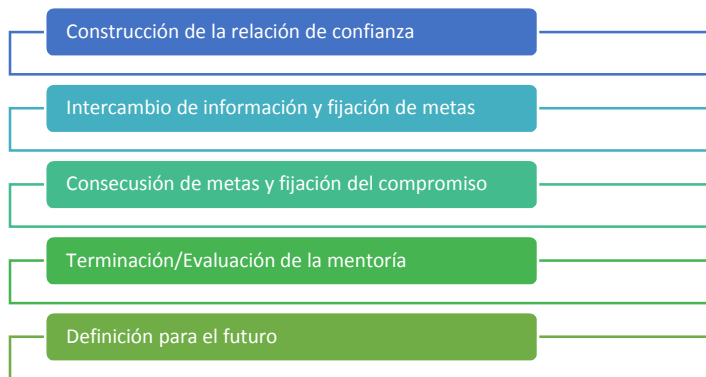 Construcción de la relación de confianza
Intercambio de información y fijación de metas
Consecusión de metas y fijación del compromiso
Terminación/Evaluación de la mentoría
Definición para el futuro